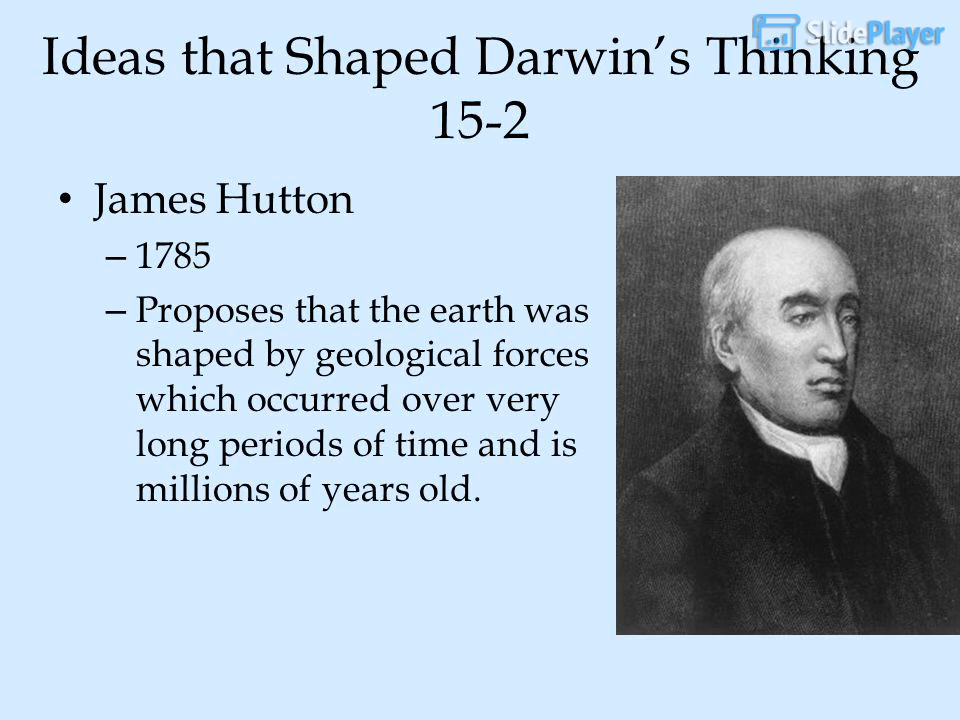 Ideas that Shaped Darwin’s Thinking
15-2
SlidePlayer
• James Hutton
– 1785
– Proposes that the earth was
shaped by geological forces
which occurred over very
long periods of time and is
millions of years old.